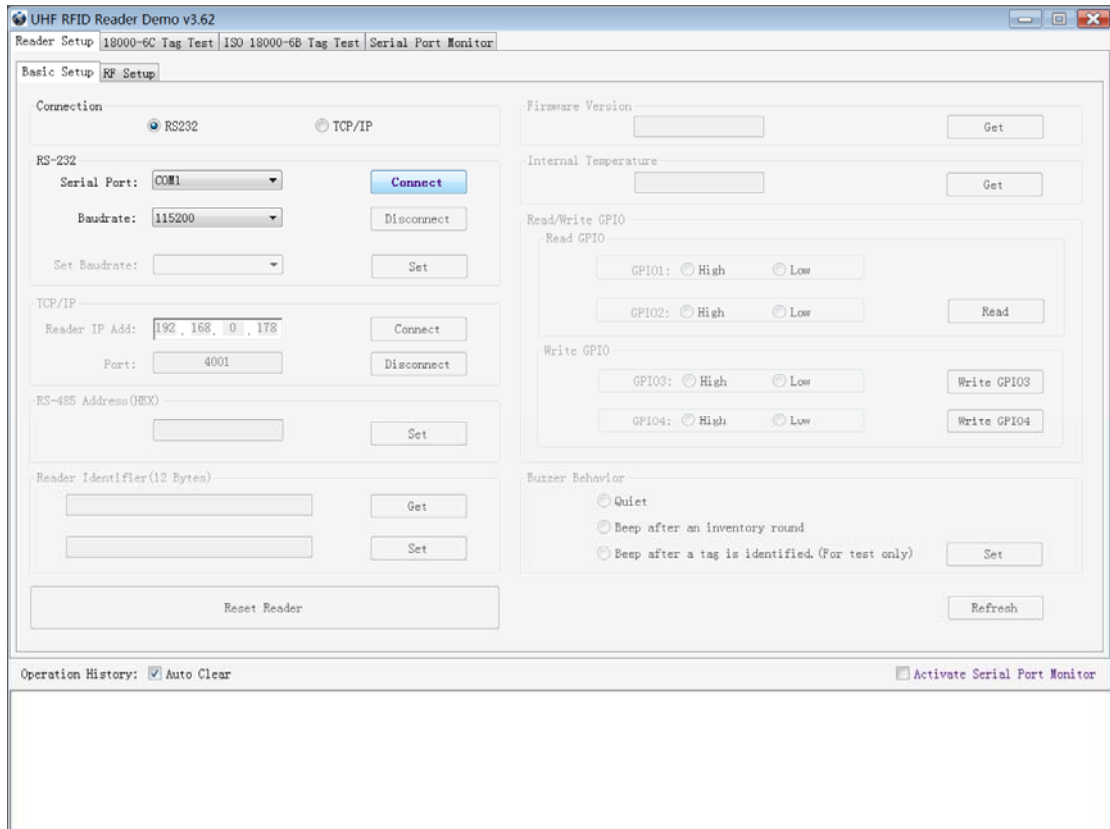 UHF RFID Reader Demo v3.62
Reader Setup 18000-6C Tag Test ISO 18000-6B Tag Test Serial Port Monitor
Basic Setup RF Setup
Connection
RS232 TCP/IP
RS-232
Serial Port: COM1 Connect
Baudrate: 115200 Disconnect
Set Baudrate: Set
TCP/IP
Reader IP Add: 192 . 168 . 0 . 178 Connect
Port: 4001 Disconnect
RS-485 Address(HEX)
Set
Reader Identifier(12 Bytes)
Get
Set
Reset Reader
Firmware Version
Get
Internal Temperature
Get
Read/Write GPIO
Read GPIO
GPIO1: High Low
GPIO2: High Low Read
Write GPIO
GPIO3: High Low Write GPIO3
GPIO4: High Low Write GPIO4
Buzzer Behavior
Quiet
Beep after an inventory round
Beep after a tag is identified.(For test only) Set
Refresh
Operation History: Auto Clear Activate Serial Port Monitor